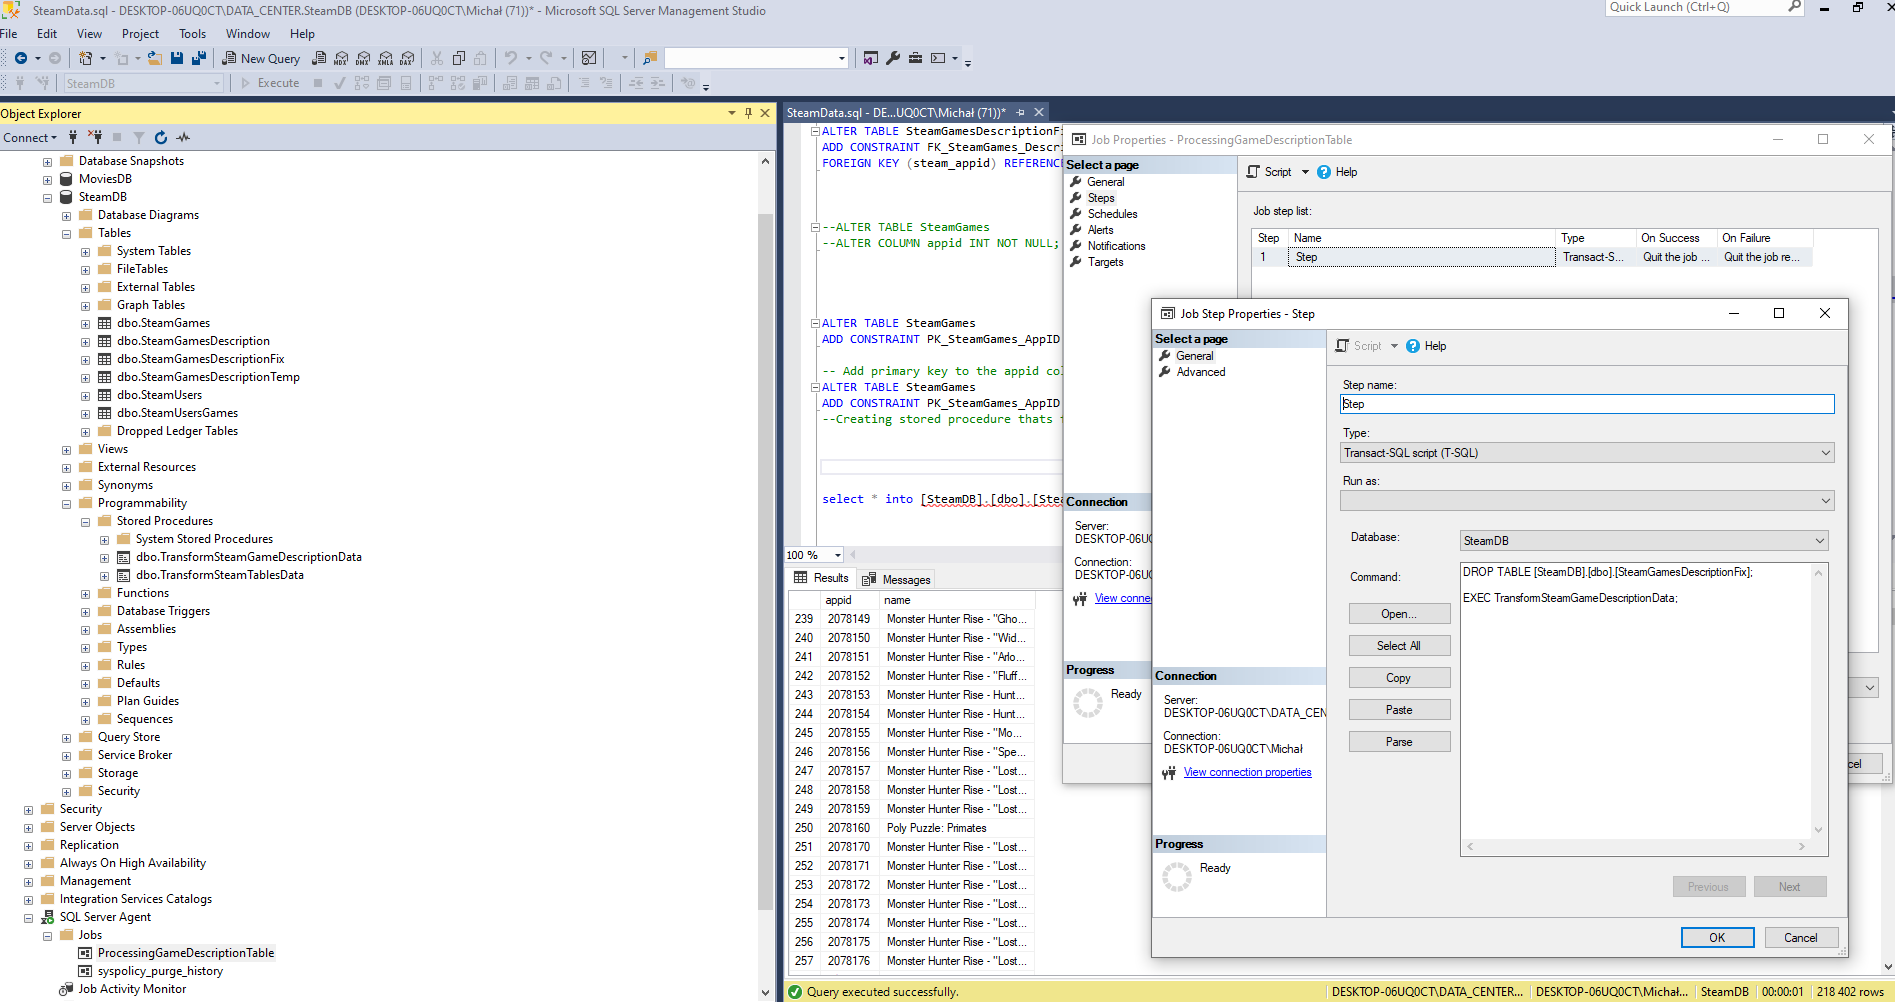 SteamData.sql - DESKTOP-06UQ0CT\DATA_CENTER.SteamDB (DESKTOP-06UQ0CT\Michał (71))* - Microsoft SQL Server Management Studio
Quick Launch (Ctrl+Q)
File Edit View Project Tools Window Help
New Query
MDX DMX XMLA DAX
SteamDB
Execute
Object Explorer
Connect
Database Snapshots
MoviesDB
SteamDB
Database Diagrams
Tables
System Tables
FileTables
External Tables
Graph Tables
dbo.SteamGames
dbo.SteamGamesDescription
dbo.SteamGamesDescriptionFix
dbo.SteamGamesDescriptionTemp
dbo.SteamUsers
dbo.SteamUsersGames
Dropped Ledger Tables
Views
External Resources
Synonyms
Programmability
Stored Procedures
System Stored Procedures
dbo.TransformSteamGameDescriptionData
dbo.TransformSteamTablesData
Functions
Database Triggers
Assemblies
Types
Rules
Defaults
Plan Guides
Sequences
Query Store
Service Broker
Storage
Security
Security
Server Objects
Replication
Always On High Availability
Management
Integration Services Catalogs
SQL Server Agent
Jobs
ProcessingGameDescriptionTable
syspolicy_purge_history
Job Activity Monitor
SteamData.sql - DE...UQ0CT\Michał (71))*
ALTER TABLE SteamGamesDescriptionFi
ADD CONSTRAINT FK_SteamGames_Descri
FOREIGN KEY (steam_appid) REFERENCE
--ALTER TABLE SteamGames
--ALTER COLUMN appid INT NOT NULL;
ALTER TABLE SteamGames
ADD CONSTRAINT PK_SteamGames_AppID
-- Add primary key to the appid col
ALTER TABLE SteamGames
ADD CONSTRAINT PK_SteamGames_AppID
--Creating stored procedure thats t
select * into [SteamDB].[dbo].[Stea
100 %
Results Messages
appid name
239 2078149 Monster Hunter Rise - "Gho...
240 2078150 Monster Hunter Rise - "Wid...
241 2078151 Monster Hunter Rise - "Arlo...
242 2078152 Monster Hunter Rise - "Fluff...
243 2078153 Monster Hunter Rise - Hunt...
244 2078154 Monster Hunter Rise - Hunt...
245 2078155 Monster Hunter Rise - "Mo...
246 2078156 Monster Hunter Rise - "Spe...
247 2078157 Monster Hunter Rise - "Lost...
248 2078158 Monster Hunter Rise - "Lost...
249 2078159 Monster Hunter Rise - "Lost...
250 2078160 Poly Puzzle: Primates
251 2078170 Monster Hunter Rise - "Lost...
252 2078171 Monster Hunter Rise - "Lost...
253 2078172 Monster Hunter Rise - "Lost...
254 2078173 Monster Hunter Rise - "Lost...
255 2078174 Monster Hunter Rise - "Lost...
256 2078175 Monster Hunter Rise - "Lost...
257 2078176 Monster Hunter Rise - "Lost...
Query executed successfully.
DESKTOP-06UQ0CT\DATA_CENTER... DESKTOP-06UQ0CT\Michał... SteamDB 00:00:01 218 402 rows
Job Properties - ProcessingGameDescriptionTable
Select a page
General
Steps
Schedules
Alerts
Notifications
Targets
Script Help
Job step list:
Step Name Type On Success On Failure
1 Step Transact-S... Quit the job ... Quit the job re...
Connection
Server:
DESKTOP-06UQ
Connection:
DESKTOP-06UQ
View conne
Progress
Ready
cel
Job Step Properties - Step
Select a page
General
Advanced
Script Help
Step name:
Step
Type:
Transact-SQL script (T-SQL)
Run as:
Database:
SteamDB
Command:
DROP TABLE [SteamDB].[dbo].[SteamGamesDescriptionFix];
EXEC TransformSteamGameDescriptionData;
Open...
Select All
Copy
Paste
Parse
Connection
Server:
DESKTOP-06UQ0CT\DATA_CEN
Connection:
DESKTOP-06UQ0CT\Michał
View connection properties
Progress
Ready
Previous Next
OK Cancel